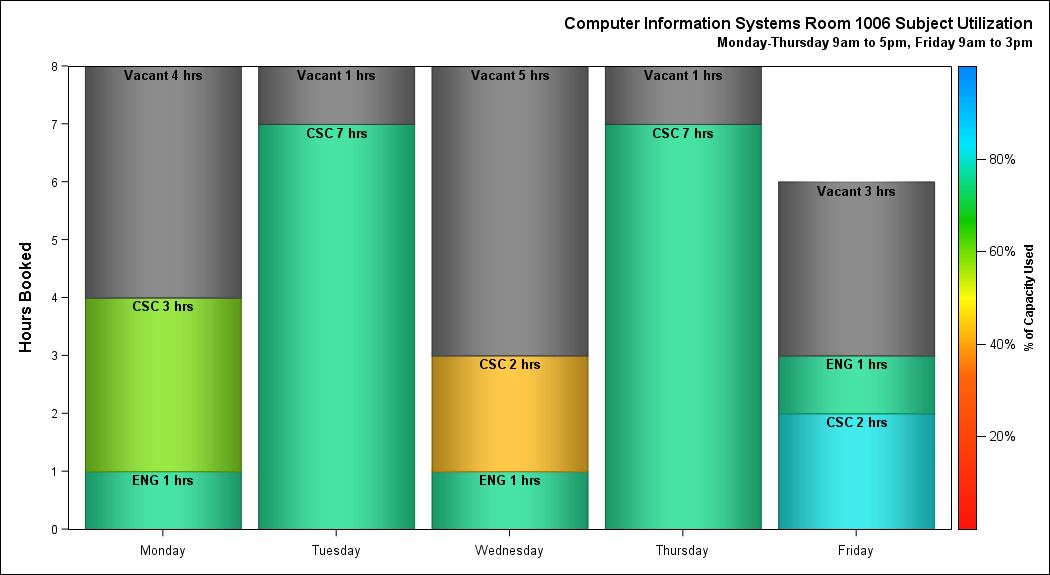 Computer Information Systems Room 1006 Subject Utilization
Monday-Thursday 9am to 5pm, Friday 9am to 3pm
Hours Booked
8
7
6
5
4
3
2
1
0
Vacant 4 hrs
CSC 3 hrs
ENG 1 hrs
Vacant 1 hrs
CSC 7 hrs
Vacant 5 hrs
CSC 2 hrs
ENG 1 hrs
Vacant 1 hrs
CSC 7 hrs
Vacant 3 hrs
ENG 1 hrs
CSC 2 hrs
Monday
Tuesday
Wednesday
Thursday
Friday
80%
60%
40%
20%
% of Capacity Used